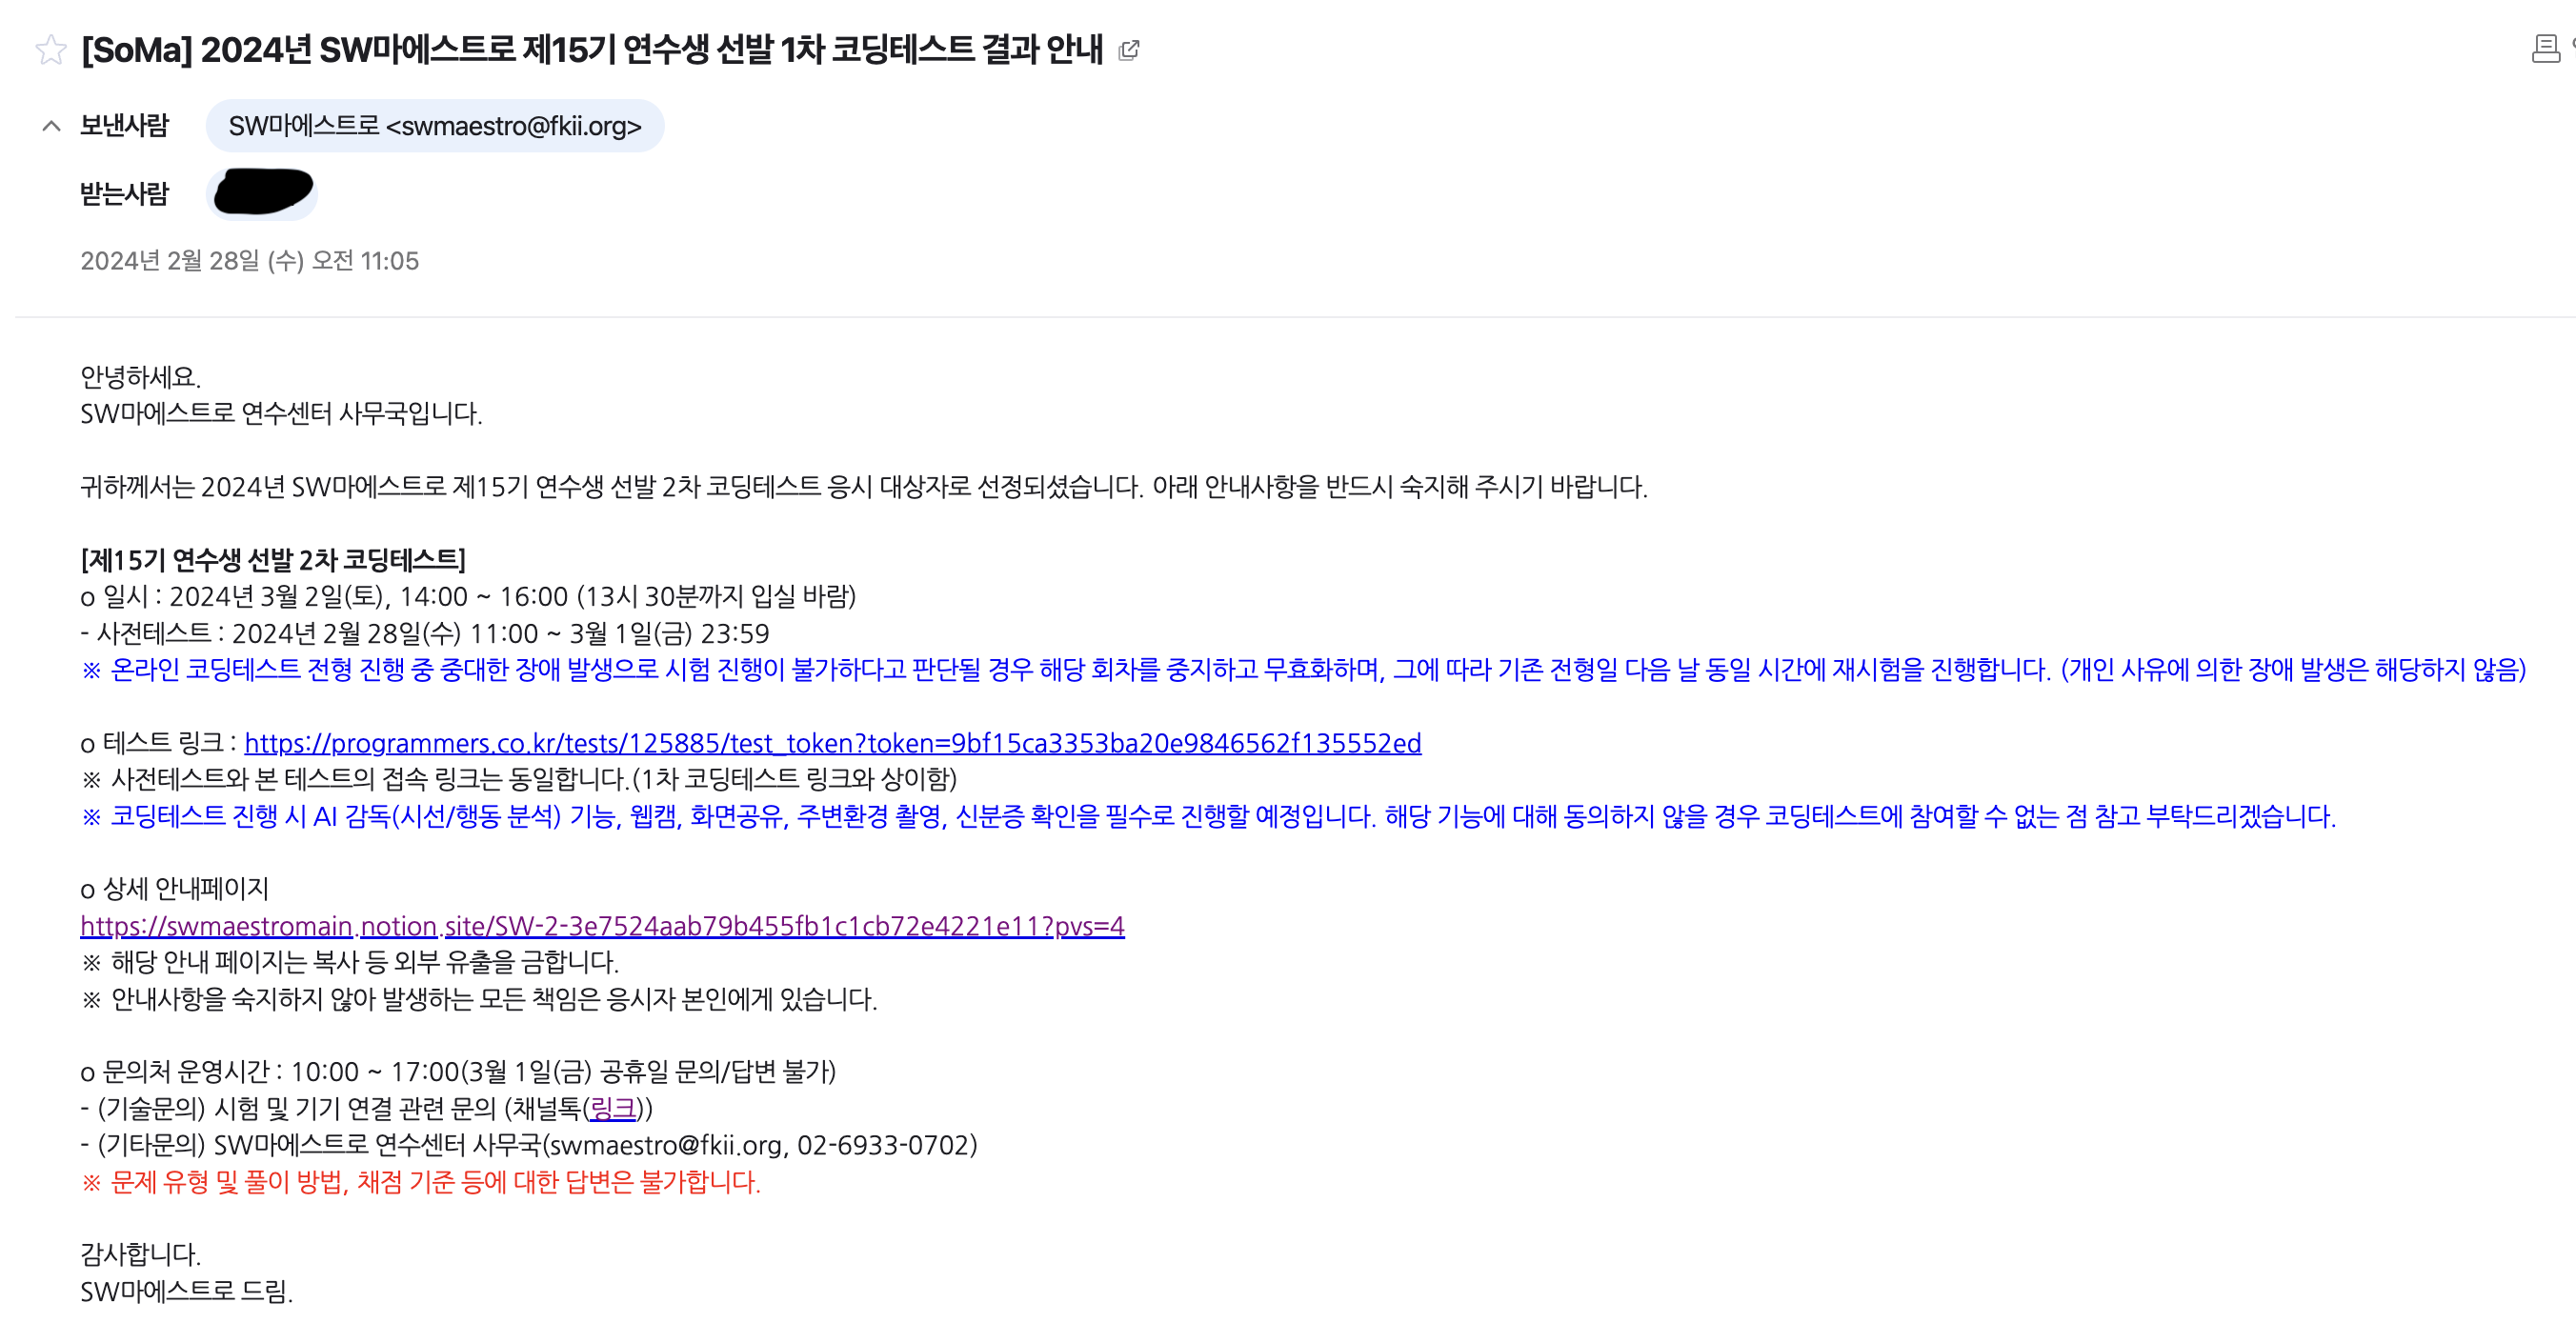 [SoMa] 2024년 SW마에스트로 제15기 연수생 선발 1차 코딩테스트 결과 안내
보낸사람 SW마에스트로 <swmaestro@fkii.org>
받는사람
2024년 2월 28일 (수) 오전 11:05
안녕하세요.
SW마에스트로 연수센터 사무국입니다.
귀하께서는 2024년 SW마에스트로 제15기 연수생 선발 2차 코딩테스트 응시 대상자로 선정되셨습니다. 아래 안내사항을 반드시 숙지해 주시기 바랍니다.
[제15기 연수생 선발 2차 코딩테스트]
o 일시 : 2024년 3월 2일(토), 14:00 ~ 16:00 (13시 30분까지 입실 바람)
- 사전테스트 : 2024년 2월 28일(수) 11:00 ~ 3월 1일(금) 23:59
※ 온라인 코딩테스트 전형 진행 중 중대한 장애 발생으로 시험 진행이 불가하다고 판단될 경우 해당 회차를 중지하고 무효화하며, 그에 따라 기존 전형일 다음 날 동일 시간에 재시험을 진행합니다. (개인 사유에 의한 장애 발생은 해당하지 않음)
o 테스트 링크 : https://programmers.co.kr/tests/125885/test_token?token=9bf15ca3353ba20e9846562f135552ed
※ 사전테스트와 본 테스트의 접속 링크는 동일합니다.(1차 코딩테스트 링크와 상이함)
※ 코딩테스트 진행 시 AI 감독(시선/행동 분석) 기능, 웹캠, 화면공유, 주변환경 촬영, 신분증 확인을 필수로 진행할 예정입니다. 해당 기능에 대해 동의하지 않을 경우 코딩테스트에 참여할 수 없는 점 참고 부탁드리겠습니다.
o 상세 안내페이지
https://swmaestromain.notion.site/SW-2-3e7524aab79b455fb1c1cb72e4221e11?pvs=4
※ 해당 안내 페이지는 복사 등 외부 유출을 금합니다.
※ 안내사항을 숙지하지 않아 발생하는 모든 책임은 응시자 본인에게 있습니다.
o 문의처 운영시간 : 10:00 ~ 17:00(3월 1일(금) 공휴일 문의/답변 불가)
- (기술문의) 시험 및 기기 연결 관련 문의 (채널톡(링크))
- (기타문의) SW마에스트로 연수센터 사무국(swmaestro@fkii.org, 02-6933-0702)
※ 문제 유형 및 풀이 방법, 채점 기준 등에 대한 답변은 불가합니다.
감사합니다.
SW마에스트로 드림.